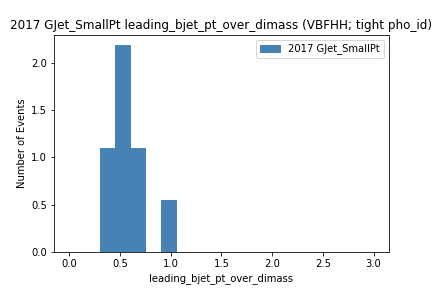 2017 GJet_SmallPt leading_bjet_pt_over_dimass (VBFHH; tight pho_id)
2017 GJet_SmallPt
2.0
1.5
1.0
0.5
0.0
Number of Events
0.0 0.5 1.0 1.5 2.0 2.5 3.0
leading_bjet_pt_over_dimass